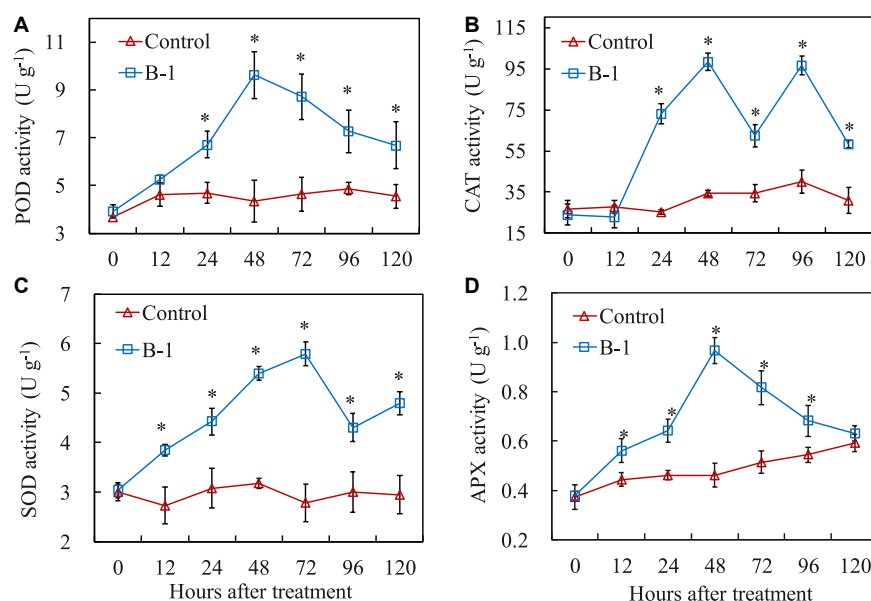 A
POD activity (U g-1)
11
9
7
5
3
Control
B-1
* * * * *
0 12 24 48 72 96 120
B
CAT activity (U g-1)
115
95
75
55
35
15
Control
B-1
* * * * *
0 12 24 48 72 96 120
C
SOD activity (U g-1)
7
6
5
4
3
2
Control
B-1
* * * * * *
0 12 24 48 72 96 120
Hours after treatment
D
APX activity (U g-1)
1.2
1.0
0.8
0.6
0.4
0.2
Control
B-1
* * * * *
0 12 24 48 72 96 120
Hours after treatment